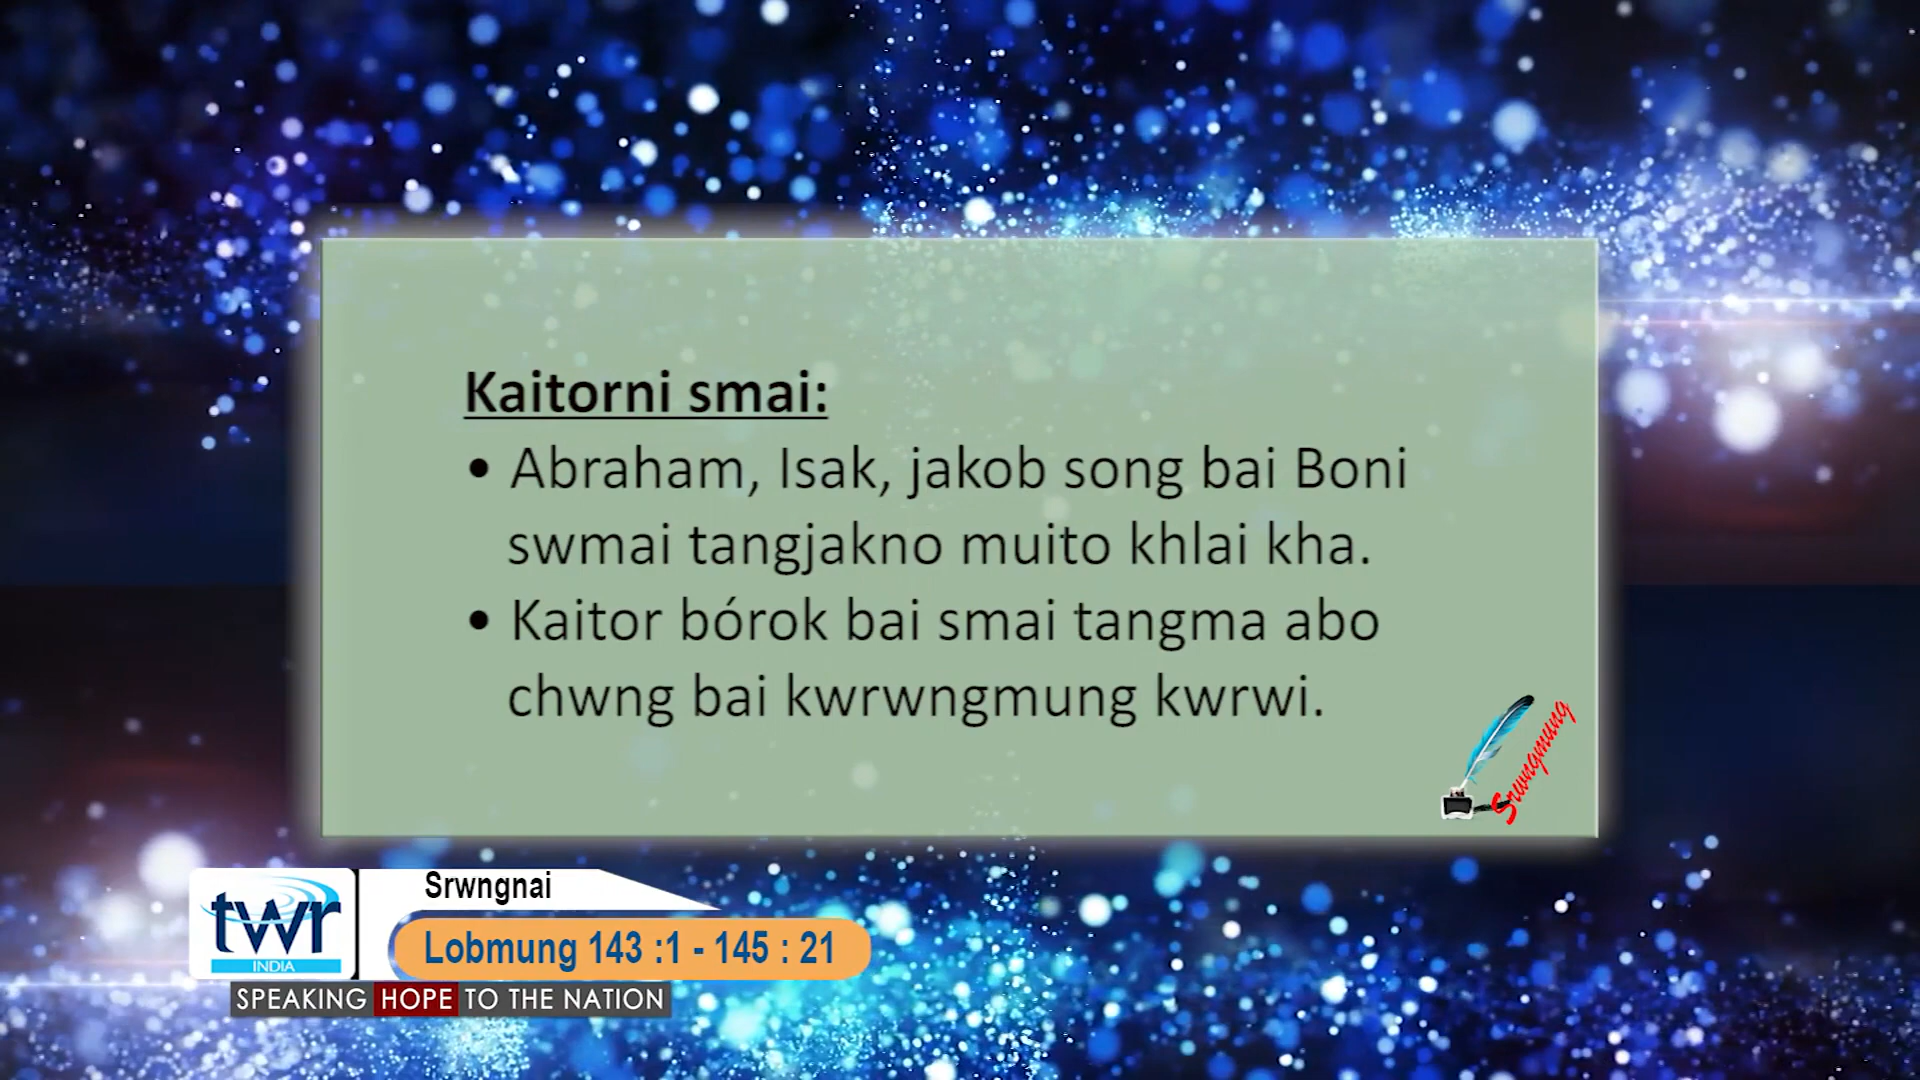 Kaitorni smai:
• Abraham, Isak, jakob song bai Boni
swmai tangjakno muito khlai kha.
• Kaitor bórok bai smai tangma abo
chwng bai kwrwngmung kwrwi.
Srwngmung
Srwngnai
twr
INDIA
Lobmung 143 :1 - 145 : 21
SPEAKING HOPE TO THE NATION